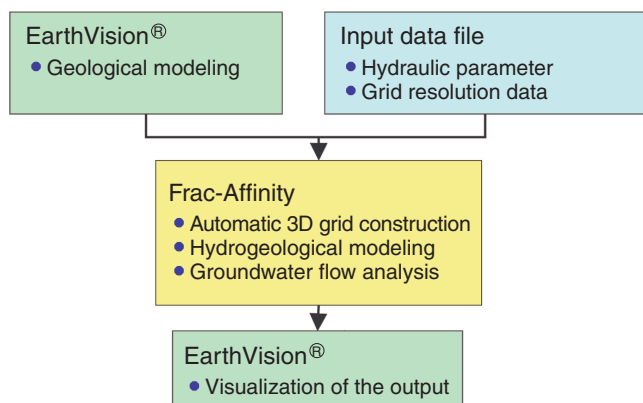 EarthVision®
• Geological modeling
Input data file
• Hydraulic parameter
• Grid resolution data
Frac-Affinity
• Automatic 3D grid construction
• Hydrogeological modeling
• Groundwater flow analysis
EarthVision®
• Visualization of the output